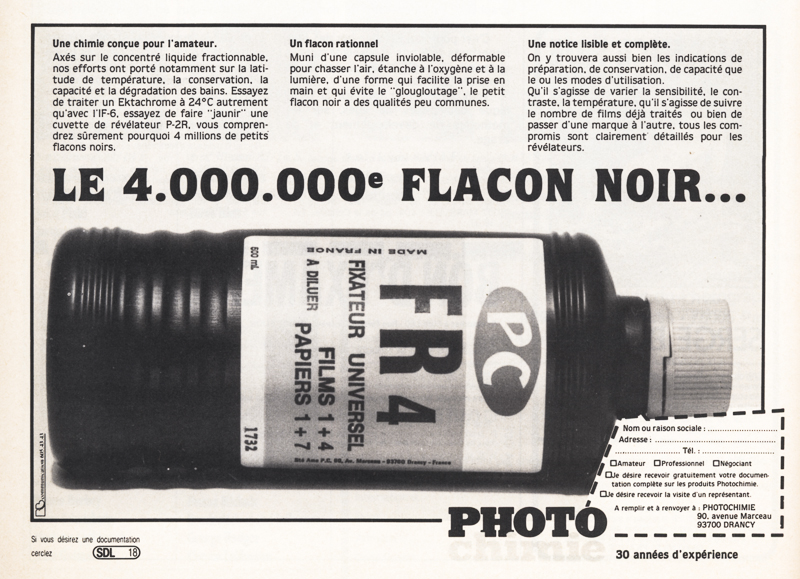 Une chimie conçue pour l'amateur.
Axés sur le concentré liquide fractionnable,
nos efforts ont porté notamment sur la lati-
tude de température, la conservation, la
capacité et la dégradation des bains. Essayez
de traiter un Ektachrome à 24°C autrement
qu'avec l'IF-6, essayez de faire "jaunir" une
cuvette de révélateur P-2R, vous compren-
drez sûrement pourquoi 4 millions de petits
flacons noirs.
Un flacon rationnel
Muni d'une capsule inviolable, déformable
pour chasser l'air, étanche à l'oxygène et à la
lumière, d'une forme qui facilite la prise en
main et qui évite le "glougloutage", le petit
flacon noir a des qualités peu communes.
Une notice lisible et complète.
On y trouvera aussi bien les indications de
préparation, de conservation, de capacité que
le ou les modes d'utilisation.
Qu'il s'agisse de varier la sensibilité, le con-
traste, la température, qu'il s'agisse de suivre
le nombre de films déjà traités ou bien de
passer d'une marque à l'autre, tous les com-
promis sont clairement détaillés pour les
révélateurs.
LE 4.000.000e FLACON NOIR...
PC
FR 4
FIXATEUR UNIVERSEL
FILMS 1+4
A DILUER PAPIERS 1+7
MADE IN FRANCE
500 mL
1732
Sté Ame P.C, 90, Av. Marceau - 93700 Drancy - France
Nom ou raison sociale :
Adresse :
Tél. :
Amateur Professionnel Négociant
Je désire recevoir gratuitement votre documen-
tation complète sur les produits Photochimie.
Je désire recevoir la visite d'un représentant.
A remplir et à renvoyer à : PHOTOCHIMIE
90, avenue Marceau
93700 DRANCY
PHOTO
chimie
30 années d'expérience
Si vous désirez une documentation
cerclez SDL 18